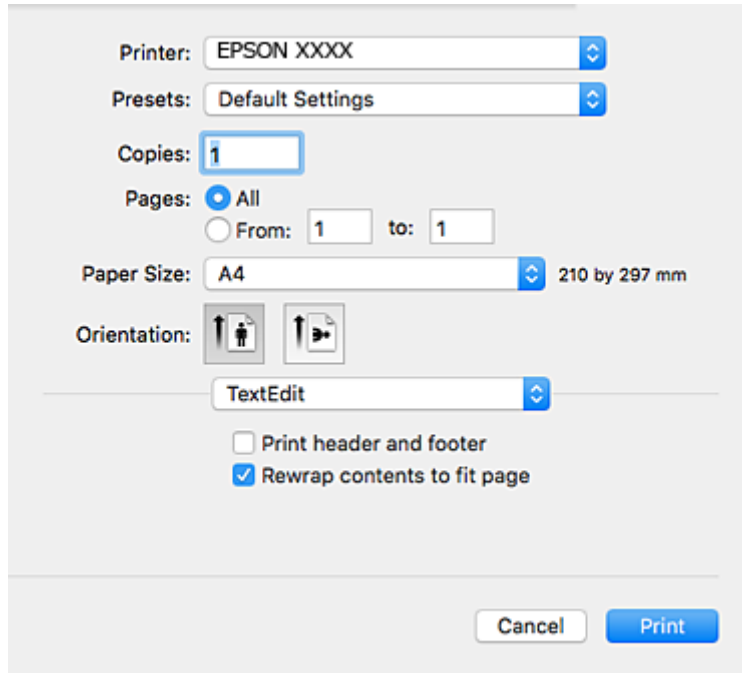 Printer: EPSON XXXX
Presets: Default Settings
Copies: 1
Pages: All
From: 1 to: 1
Paper Size: A4 210 by 297 mm
Orientation:
TextEdit
Print header and footer
Rewrap contents to fit page
Cancel Print